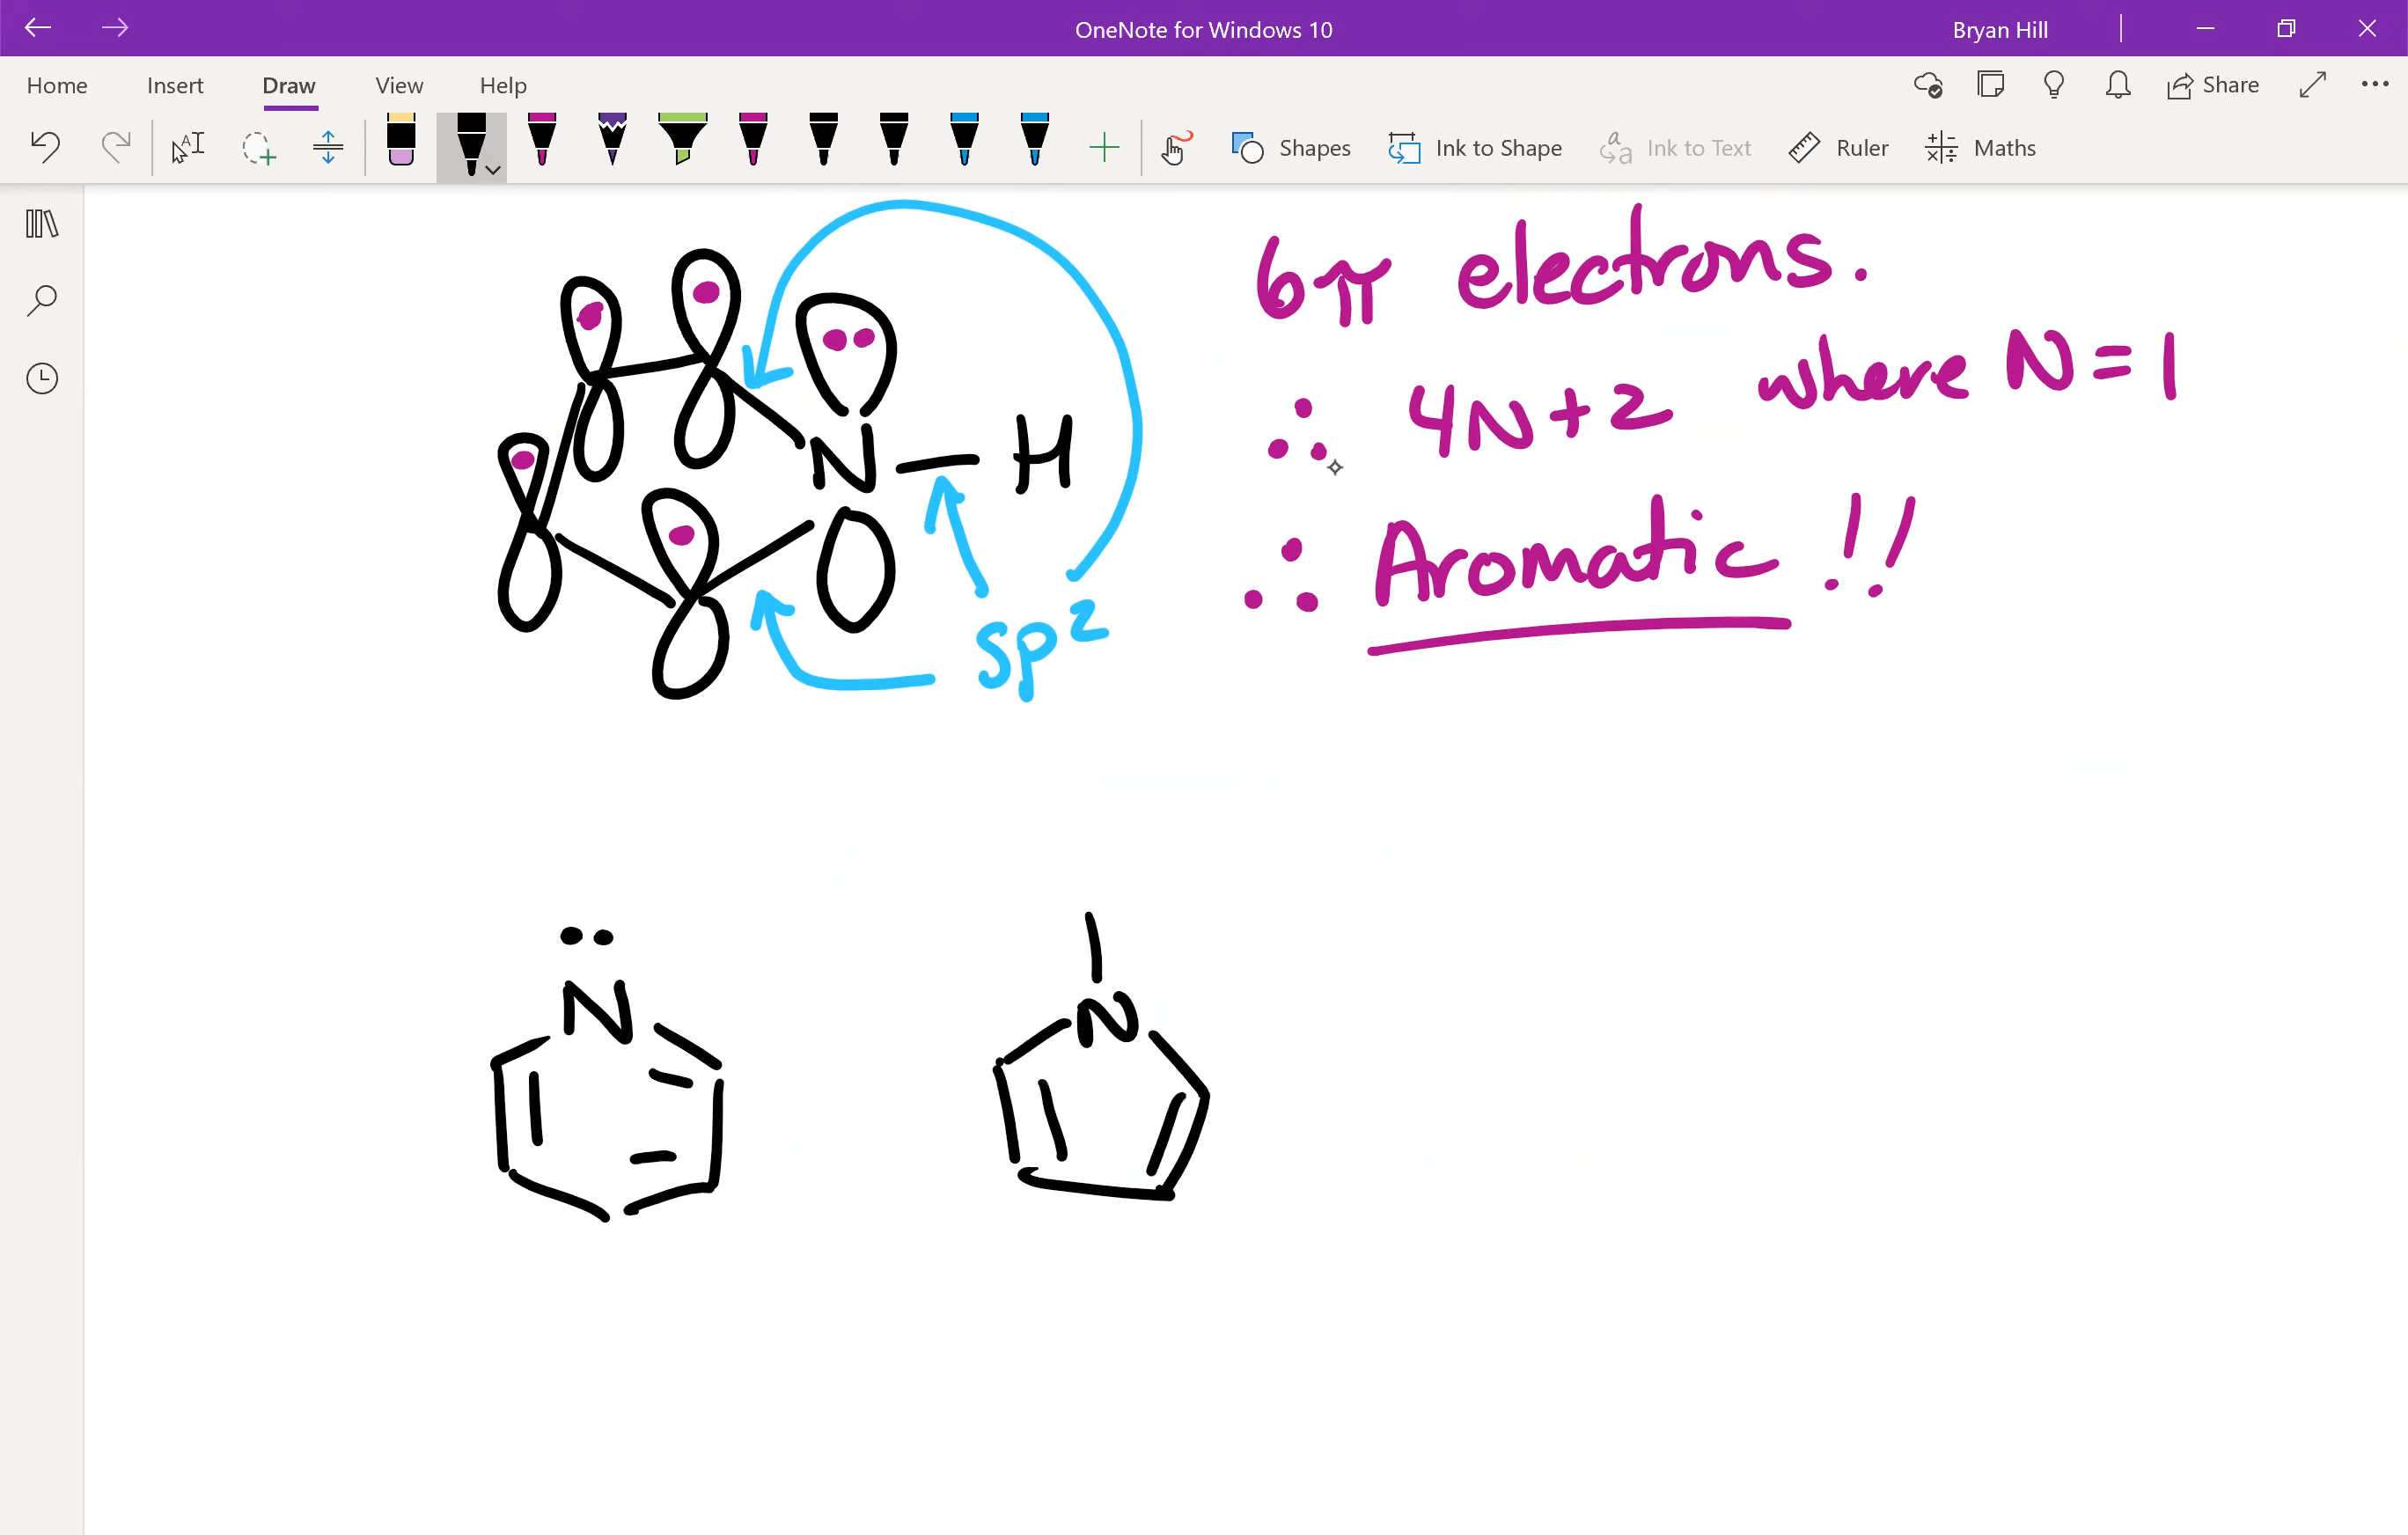 OneNote for Windows 10 Bryan Hill
Home Insert Draw View Help Share
Shapes Ink to Shape Ink to Text Ruler Maths
6π electrons.
∴ 4N+2 where N=1
∴ Aromatic !!
N-H
sp²
N
N